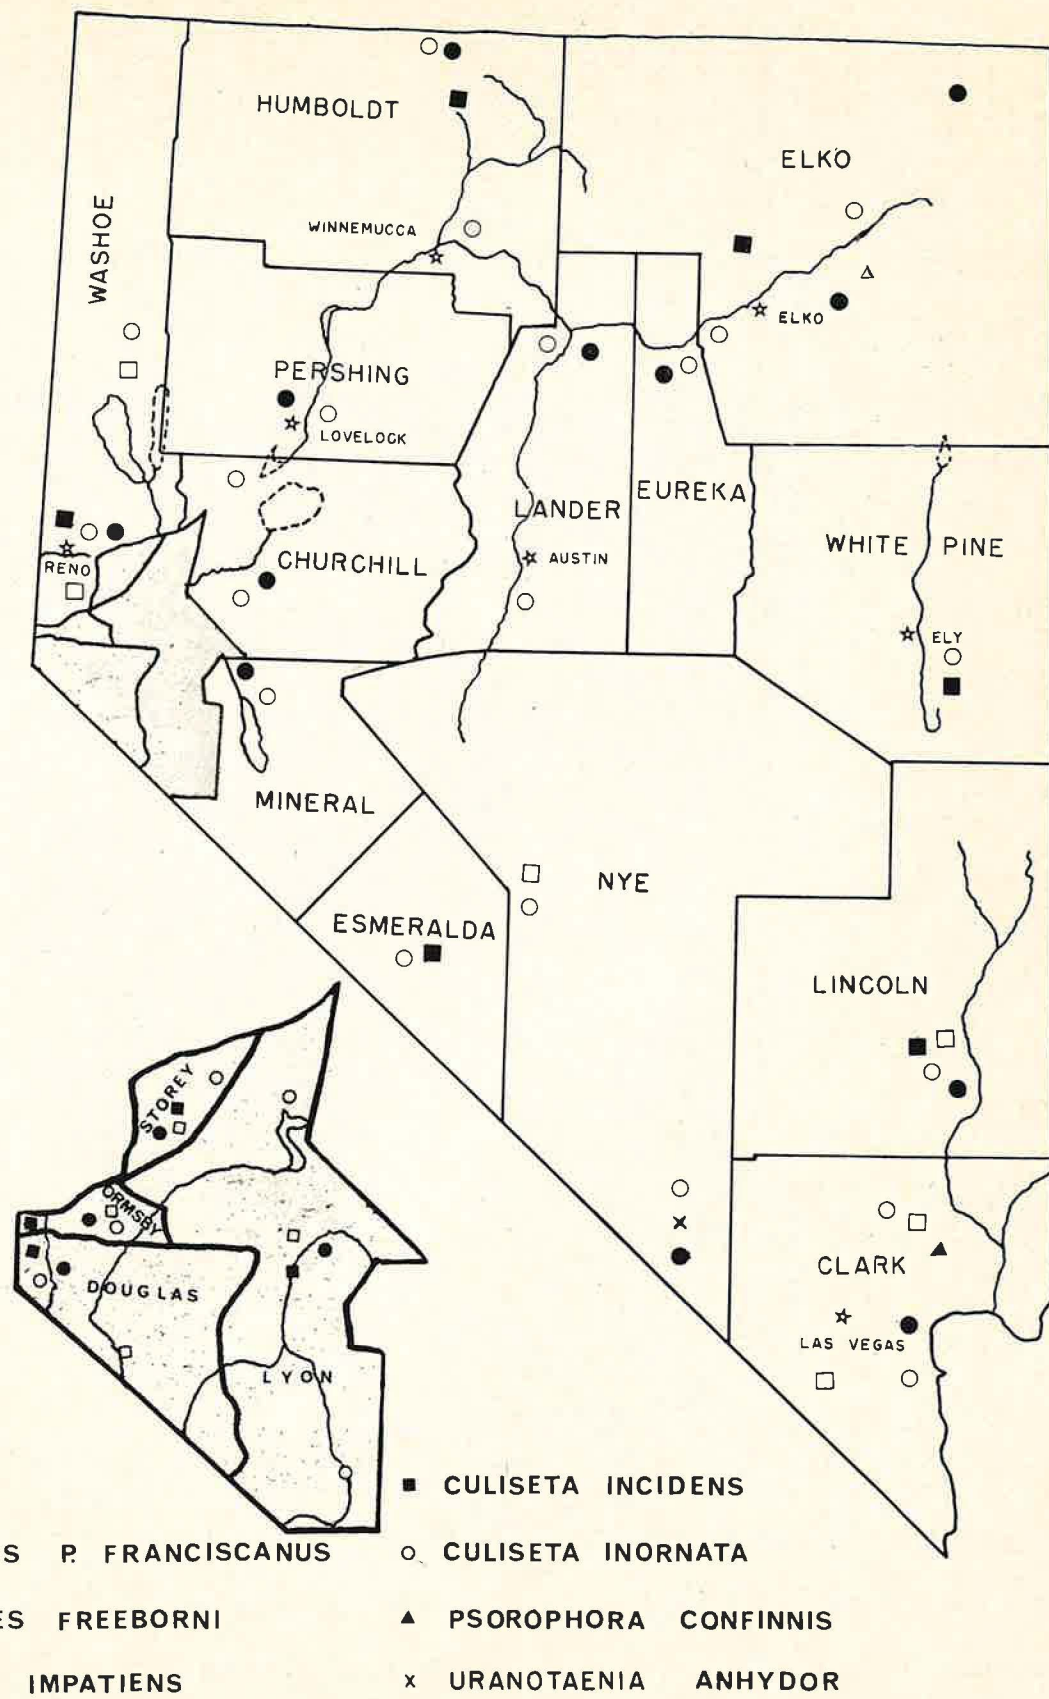 HUMBOLDT
ELKO
WASHOE
WINNEMUCCA
ELKO
PERSHING
LOVELOCK
LANDER
EUREKA
WHITE PINE
CHURCHILL
AUSTIN
RENO
ELY
MINERAL
NYE
ESMERALDA
LINCOLN
STOREY
ORMSBY
CLARK
DOUGLAS
LAS VEGAS
LYON
CULISETA INCIDENS
S P. FRANCISCANUS
CULISETA INORNATA
ES FREEBORNI
PSOROPHORA CONFINNIS
IMPATIENS
x URANOTAENIA ANHYDOR